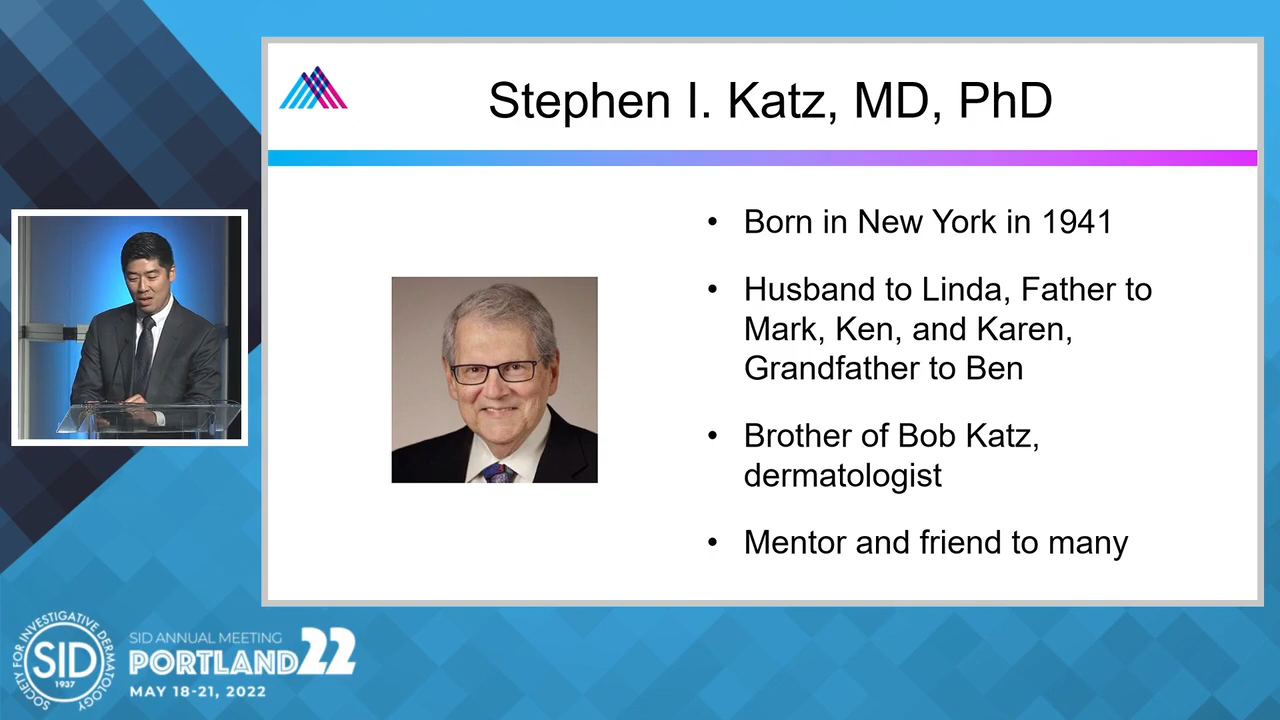 Stephen I. Katz, MD, PhD
• Born in New York in 1941
• Husband to Linda, Father to
Mark, Ken, and Karen,
Grandfather to Ben
• Brother of Bob Katz,
dermatologist
• Mentor and friend to many
SOCIETY FOR INVESTIGATIVE DERMATOLOGY
SID
1937
SID ANNUAL MEETING
PORTLAND 22
MAY 18-21, 2022